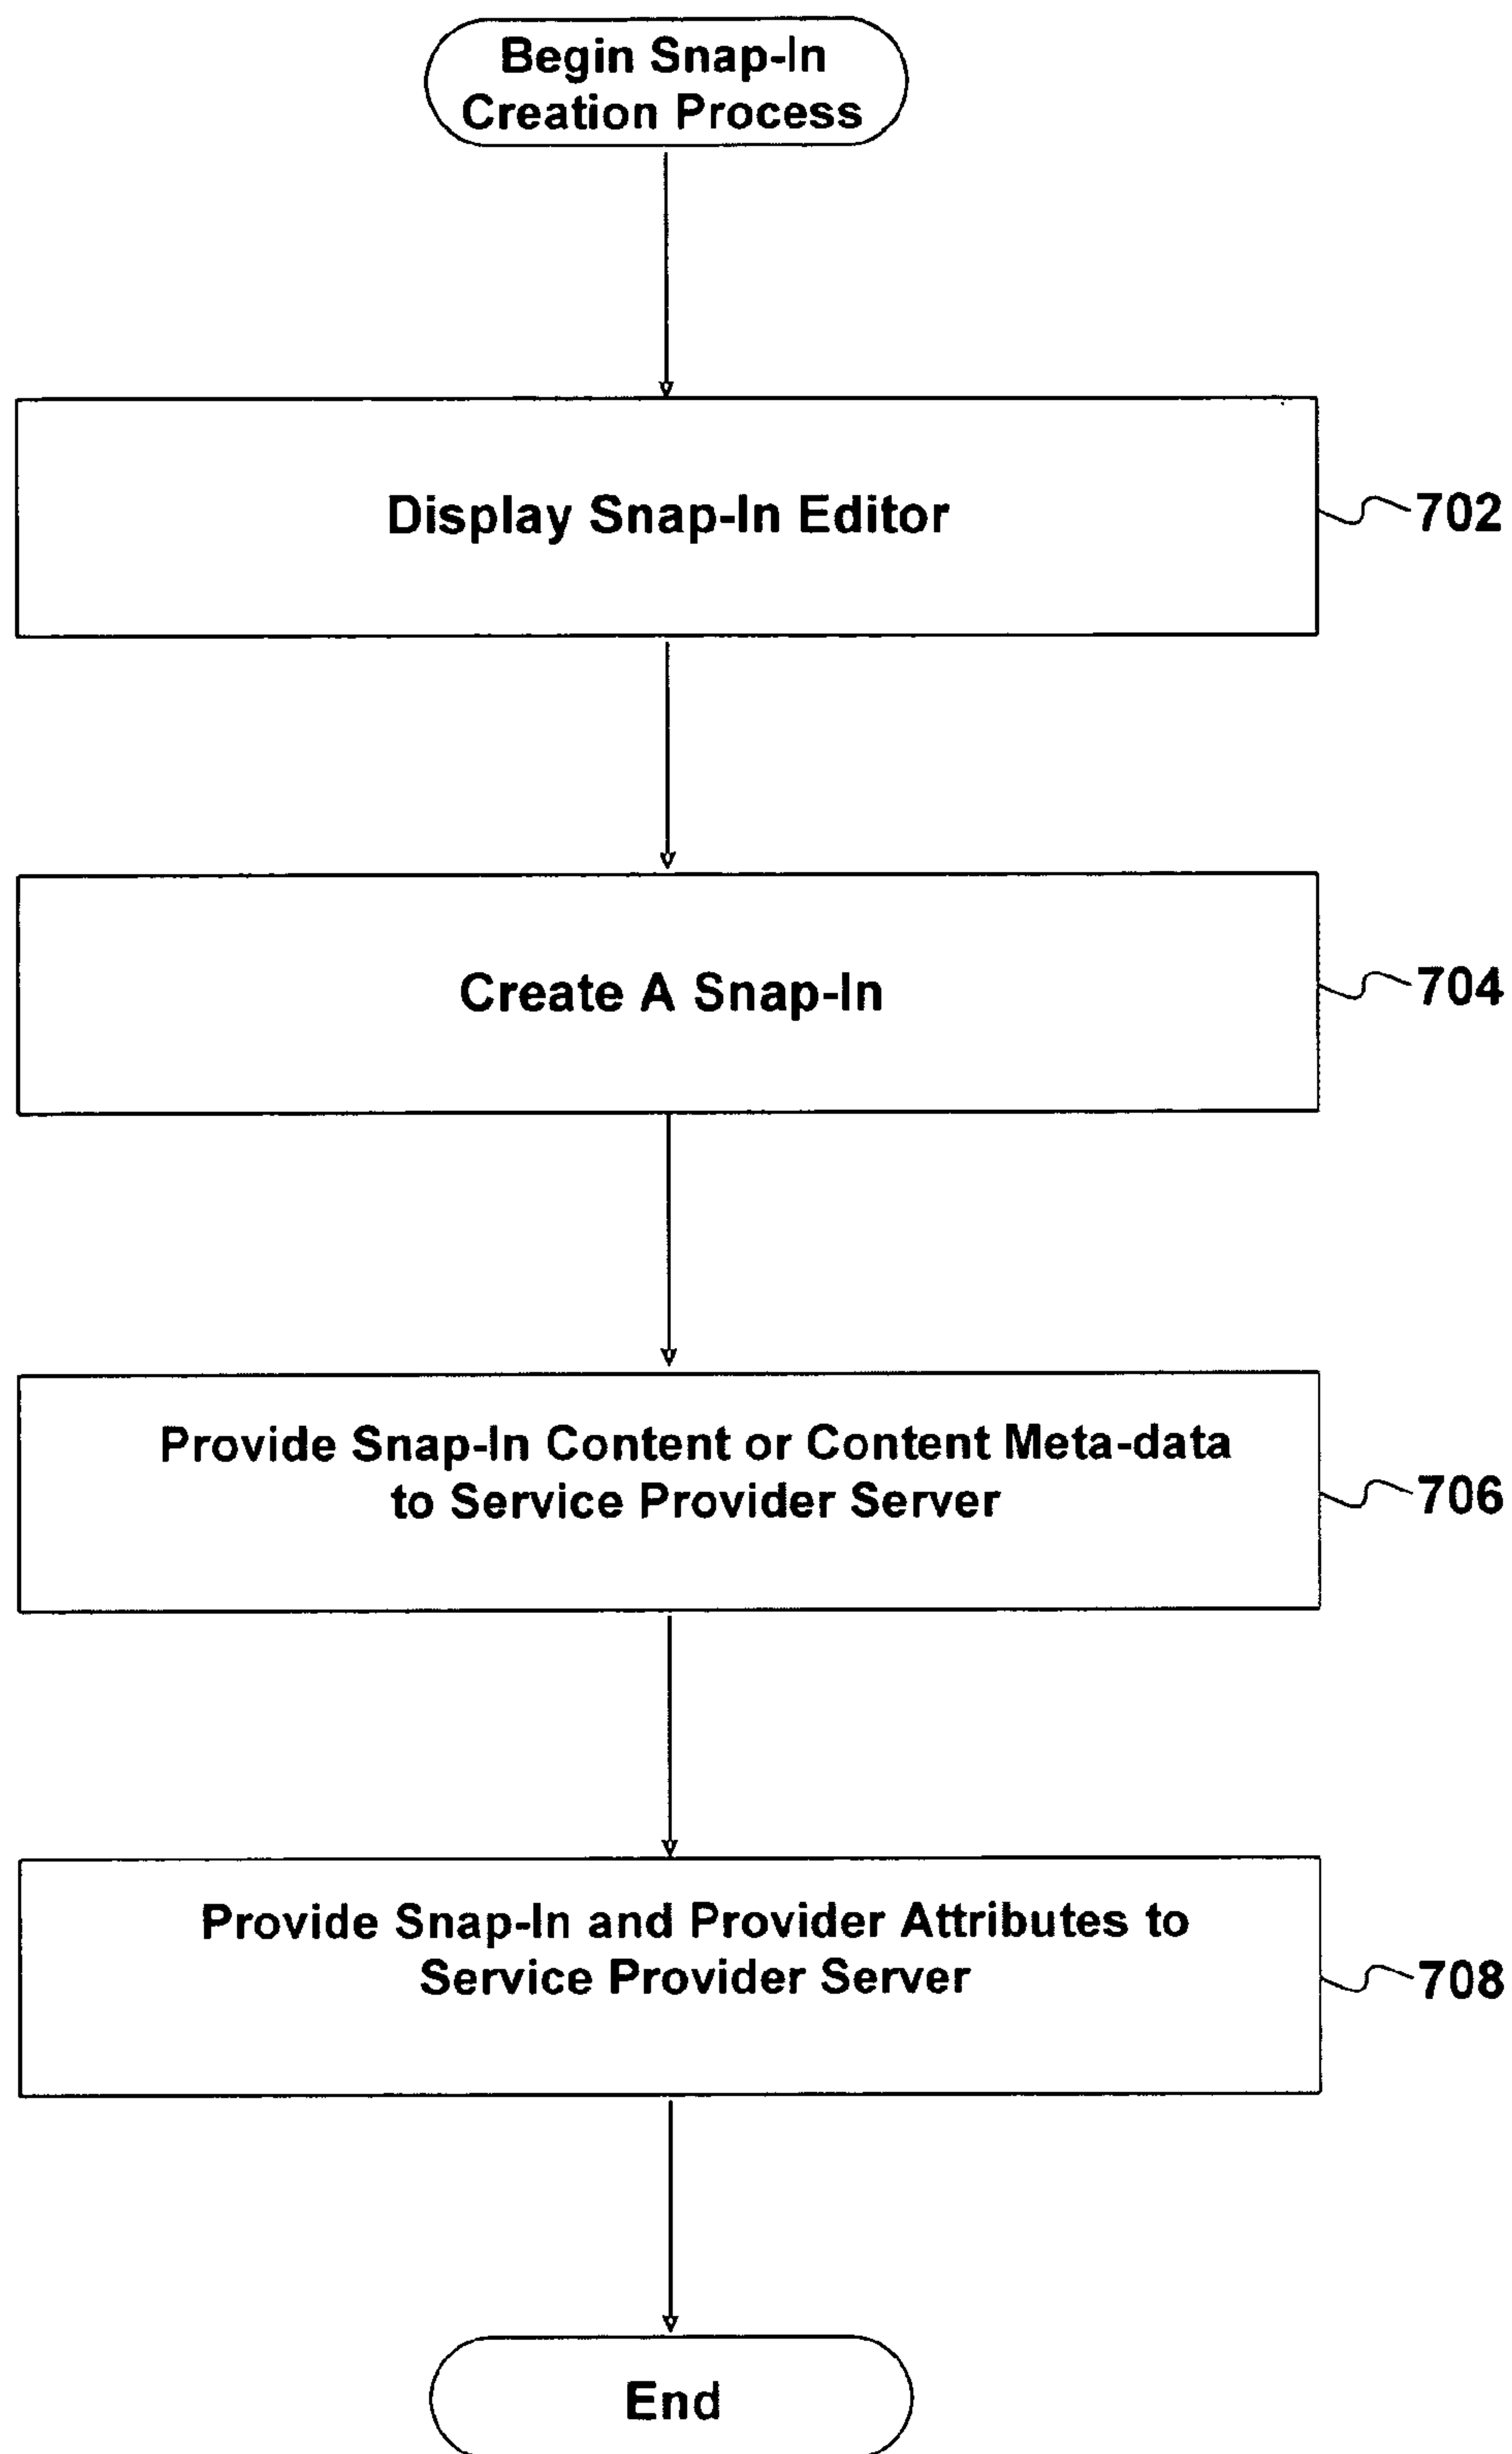 Begin Snap-In
Creation Process
Display Snap-In Editor
702
Create A Snap-In
704
Provide Snap-In Content or Content Meta-data
to Service Provider Server
706
Provide Snap-In and Provider Attributes to
Service Provider Server
708
End